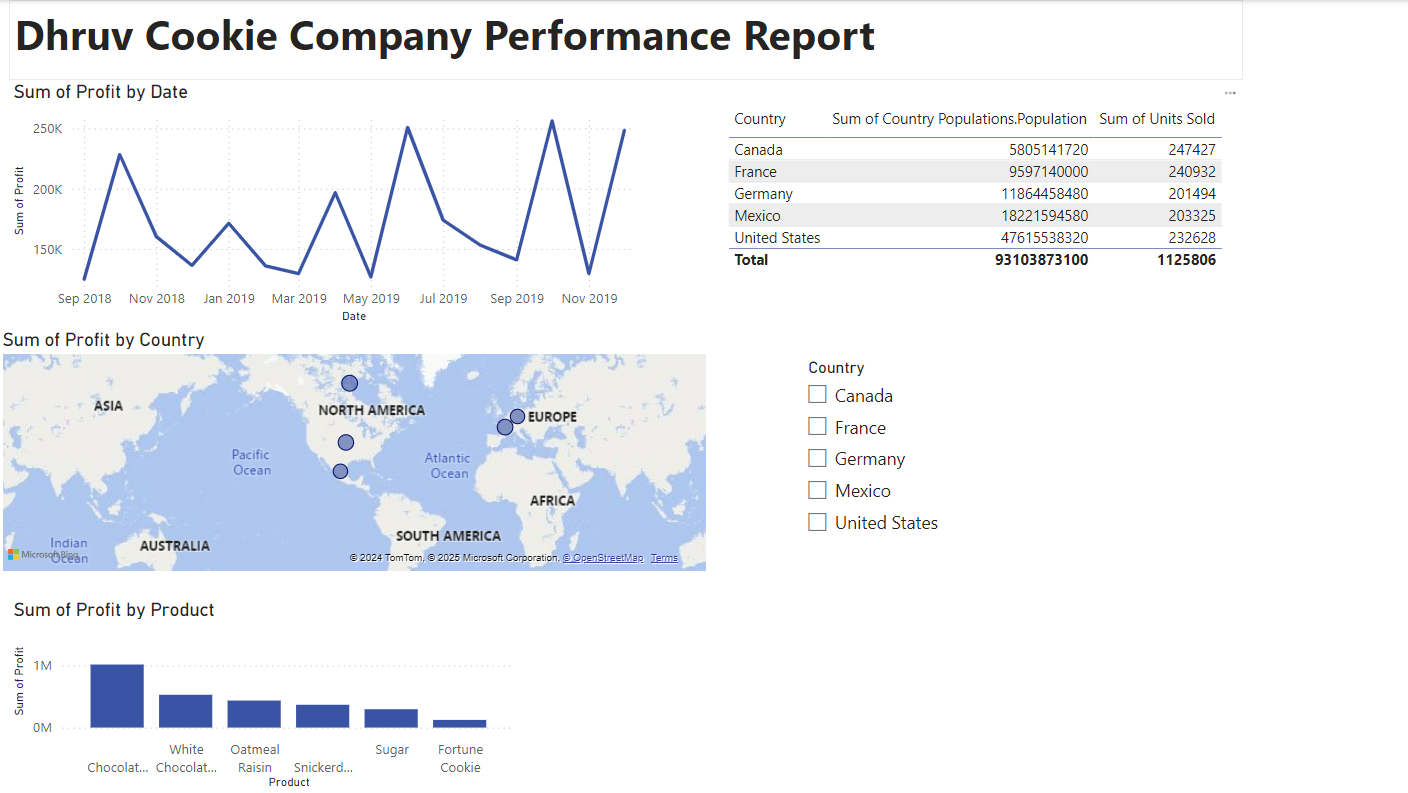 Dhruv Cookie Company Performance Report
Sum of Profit by Date
250K
200K
150K
Sum of Profit
Sep 2018 Nov 2018 Jan 2019 Mar 2019 May 2019 Jul 2019 Sep 2019 Nov 2019
Date
Country Sum of Country Populations.Population Sum of Units Sold
Canada 5805141720 247427
France 9597140000 240932
Germany 11864458480 201494
Mexico 18221594580 203325
United States 47615538320 232628
Total 93103873100 1125806
Sum of Profit by Country
ASIA
NORTH AMERICA
EUROPE
Pacific
Ocean
Atlantic
Ocean
AFRICA
SOUTH AMERICA
AUSTRALIA
Indian
Ocean
Microsoft Bing
© 2024 TomTom, © 2025 Microsoft Corporation, © OpenStreetMap Terms
Country
Canada
France
Germany
Mexico
United States
Sum of Profit by Product
1M
0M
Sum of Profit
Chocolat...
White
Chocolat...
Oatmeal
Raisin
Snickerd...
Sugar
Fortune
Cookie
Product